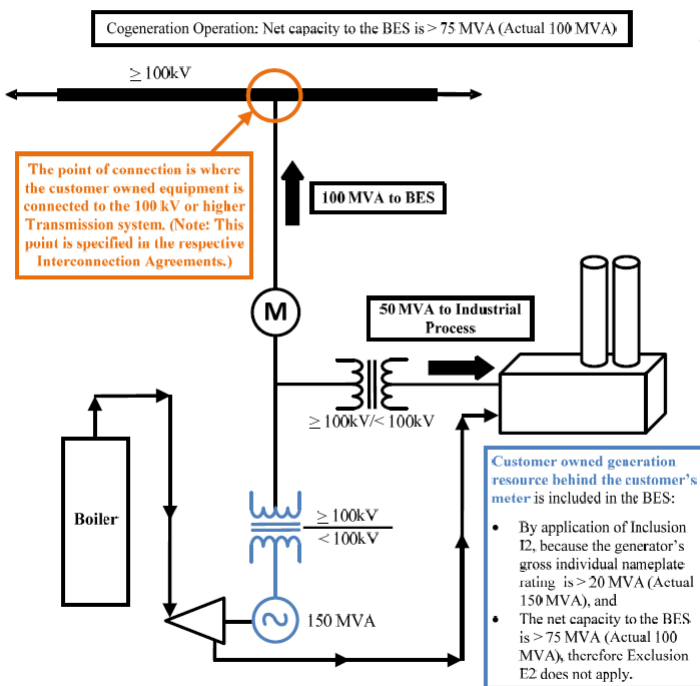 Cogeneration Operation: Net capacity to the BES is > 75 MVA (Actual 100 MVA)
≥ 100kV
The point of connection is where
the customer owned equipment is
connected to the 100 kV or higher
Transmission system. (Note: This
point is specified in the respective
Interconnection Agreements.)
100 MVA to BES
M
50 MVA to Industrial
Process
≥ 100kV/< 100kV
Boiler
≥ 100kV
< 100kV
150 MVA
Customer owned generation
resource behind the customer's
meter is included in the BES:
• By application of Inclusion
I2, because the generator's
gross individual nameplate
rating is > 20 MVA (Actual
150 MVA), and
• The net capacity to the BES
is > 75 MVA (Actual 100
MVA), therefore Exclusion
E2 does not apply.